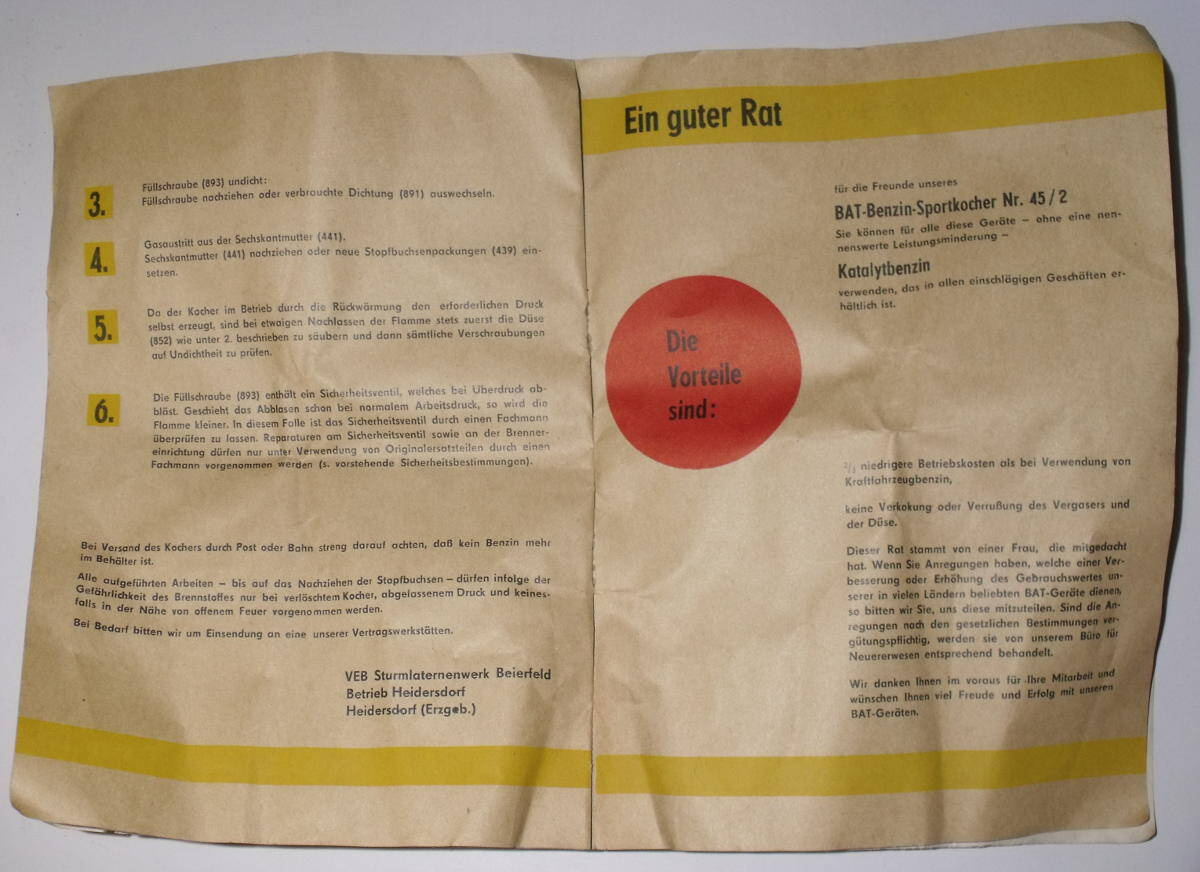 3.
Füllschraube (893) undicht:
Füllschraube nachziehen oder verbrauchte Dichtung (891) auswechseln.
4.
Gasaustritt aus der Sechskantmutter (441).
Sechskantmutter (441) nachziehen oder neue Stopfbuchsenpackungen (439) ein-
setzen.
5.
Da der Kocher im Betrieb durch die Rückwärmung den erforderlichen Druck
selbst erzeugt, sind bei etwaigen Nachlassen der Flamme stets zuerst die Düse
(852) wie unter 2. beschrieben zu säubern und dann sämtliche Verschraubungen
auf Undichtheit zu prüfen.
6.
Die Füllschraube (893) enthält ein Sicherheitsventil, welches bei Überdruck ab-
bläst. Geschieht das Abblasen schon bei normalem Arbeitsdruck, so wird die
Flamme kleiner. In diesem Falle ist das Sicherheitsventil durch einen Fachmann
überprüfen zu lassen. Reparaturen am Sicherheitsventil sowie an der Brenner-
einrichtung dürfen nur unter Verwendung von Originalersatzteilen durch einen
Fachmann vorgenommen werden (s. vorstehende Sicherheitsbestimmungen).
Bei Versand des Kochers durch Post oder Bahn streng darauf achten, daß kein Benzin mehr
im Behälter ist.
Alle aufgeführten Arbeiten – bis auf das Nachziehen der Stopfbuchsen – dürfen infolge der
Gefährlichkeit des Brennstoffes nur bei verlöschtem Kocher, abgelassenem Druck und keines-
falls in der Nähe von offenem Feuer vorgenommen werden.
Bei Bedarf bitten wir um Einsendung an eine unserer Vertragswerkstätten.
VEB Sturmlaternenwerk Beierfeld
Betrieb Heidersdorf
Heidersdorf (Erzgeb.)
Ein guter Rat
für die Freunde unseres
BAT-Benzin-Sportkocher Nr. 45/2
Sie können für alle diese Geräte – ohne eine nen-
nenswerte Leistungsminderung –
Katalytbenzin
verwenden, das in allen einschlägigen Geschäften er-
hältlich ist.
Die
Vorteile
sind:
²/₃ niedrigere Betriebskosten als bei Verwendung von
Kraftfahrzeugbenzin,
keine Verkokung oder Verrußung des Vergasers und
der Düse.
Dieser Rat stammt von einer Frau, die mitgedacht
hat. Wenn Sie Anregungen haben, welche einer Ver-
besserung oder Erhöhung des Gebrauchswertes un-
serer in vielen Ländern beliebten BAT-Geräte dienen,
so bitten wir Sie, uns diese mitzuteilen. Sind die An-
regungen nach den gesetzlichen Bestimmungen ver-
gütungspflichtig, werden sie von unserem Büro für
Neuererwesen entsprechend behandelt.
Wir danken Ihnen im voraus für Ihre Mitarbeit und
wünschen Ihnen viel Freude und Erfolg mit unseren
BAT-Geräten.